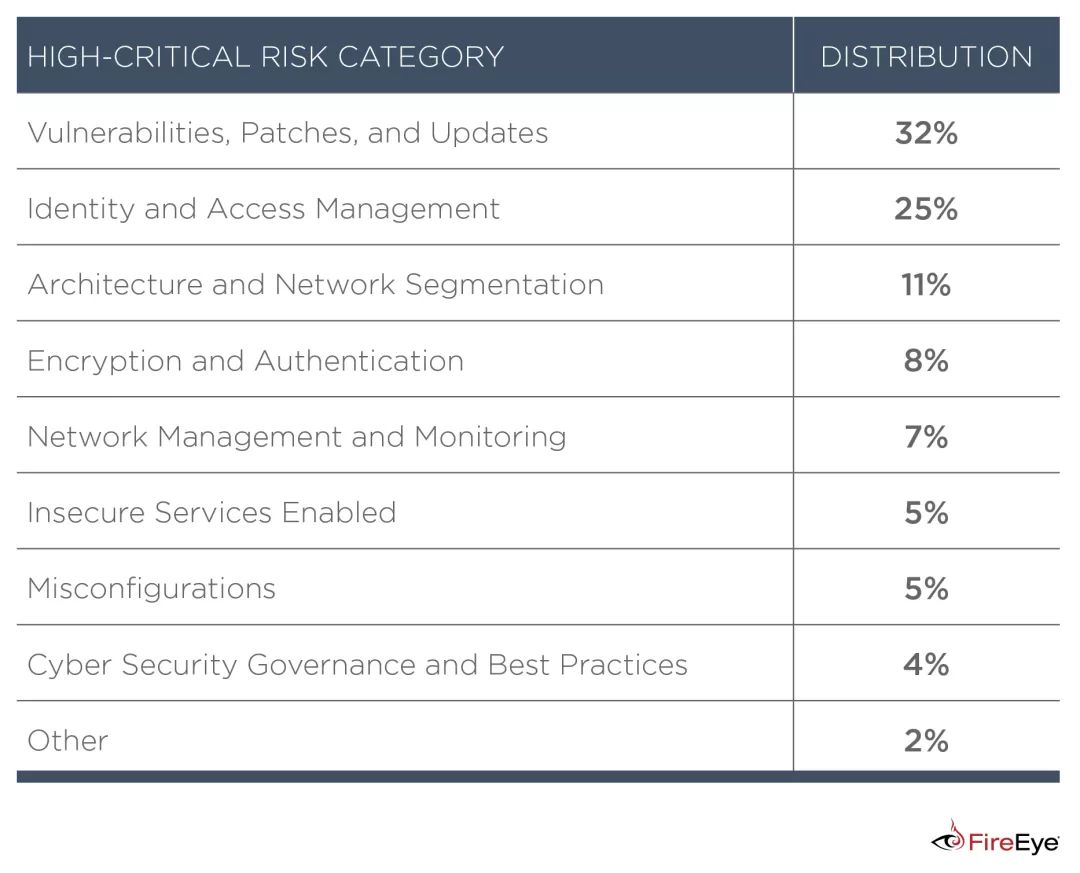 HIGH-CRITICAL RISK CATEGORY DISTRIBUTION
Vulnerabilities, Patches, and Updates 32%
Identity and Access Management 25%
Architecture and Network Segmentation 11%
Encryption and Authentication 8%
Network Management and Monitoring 7%
Insecure Services Enabled 5%
Misconfigurations 5%
Cyber Security Governance and Best Practices 4%
Other 2%
FireEye